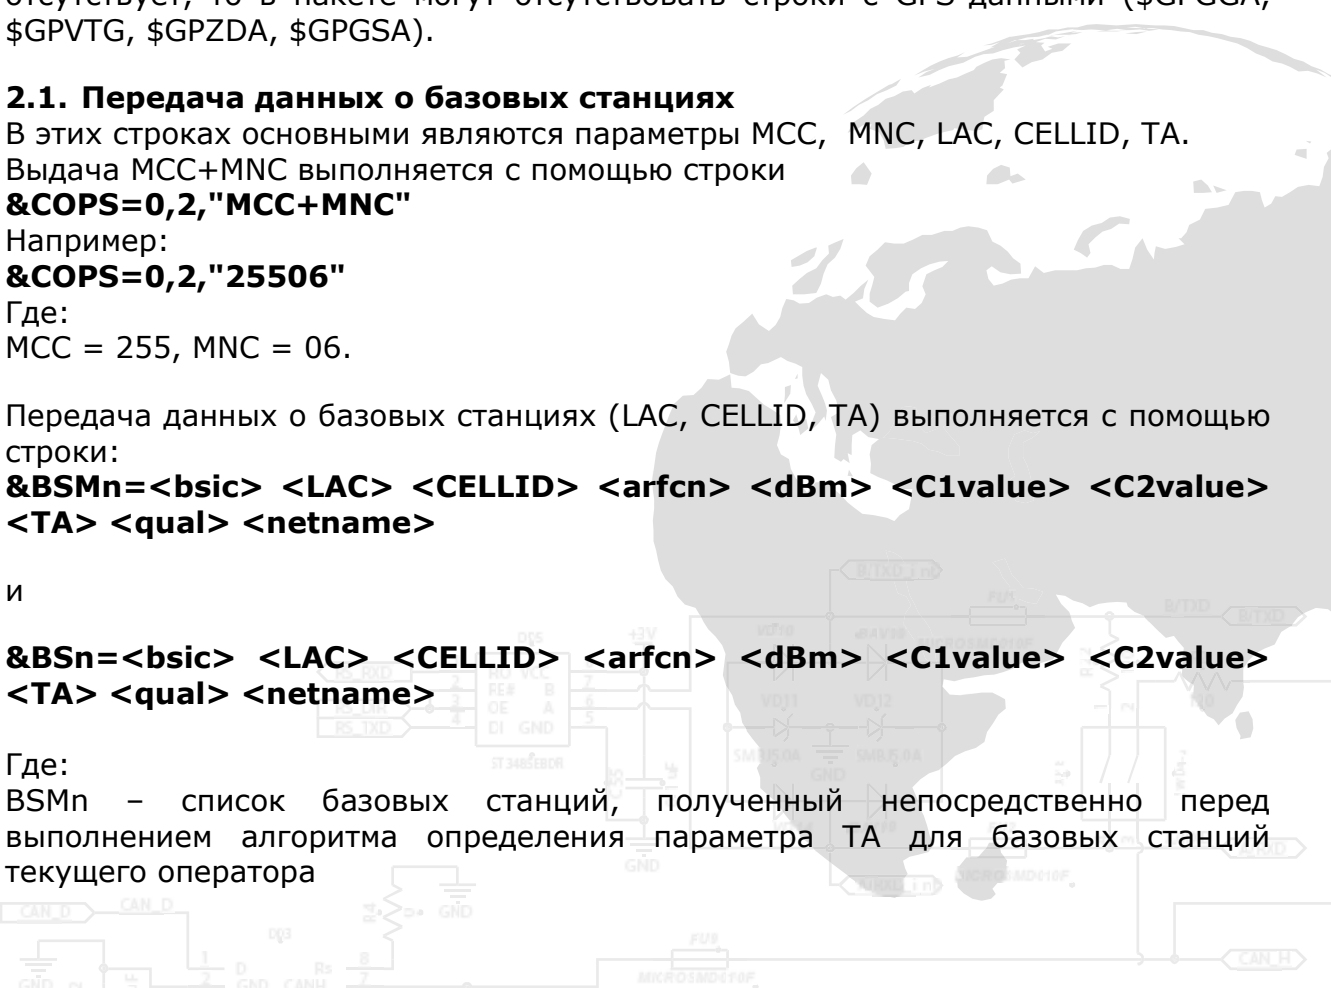 отсутствует, то в пакете могут отсутствовать строки с GPS данными ($GPGGA,
$GPVTG, $GPZDA, $GPGSA).
2.1. Передача данных о базовых станциях
В этих строках основными являются параметры MCC, MNC, LAC, CELLID, TA.
Выдача MCC+MNC выполняется с помощью строки
&COPS=0,2,"MCC+MNC"
Например:
&COPS=0,2,"25506"
Где:
MCC = 255, MNC = 06.
Передача данных о базовых станциях (LAC, CELLID, TA) выполняется с помощью
строки:
&BSMn=<bsic> <LAC> <CELLID> <arfcn> <dBm> <C1value> <C2value>
<TA> <qual> <netname>
и
&BSn=<bsic> <LAC> <CELLID> <arfcn> <dBm> <C1value> <C2value>
<TA> <qual> <netname>
Где:
BSMn – список базовых станций, полученный непосредственно перед
выполнением алгоритма определения параметра TA для базовых станций
текущего оператора